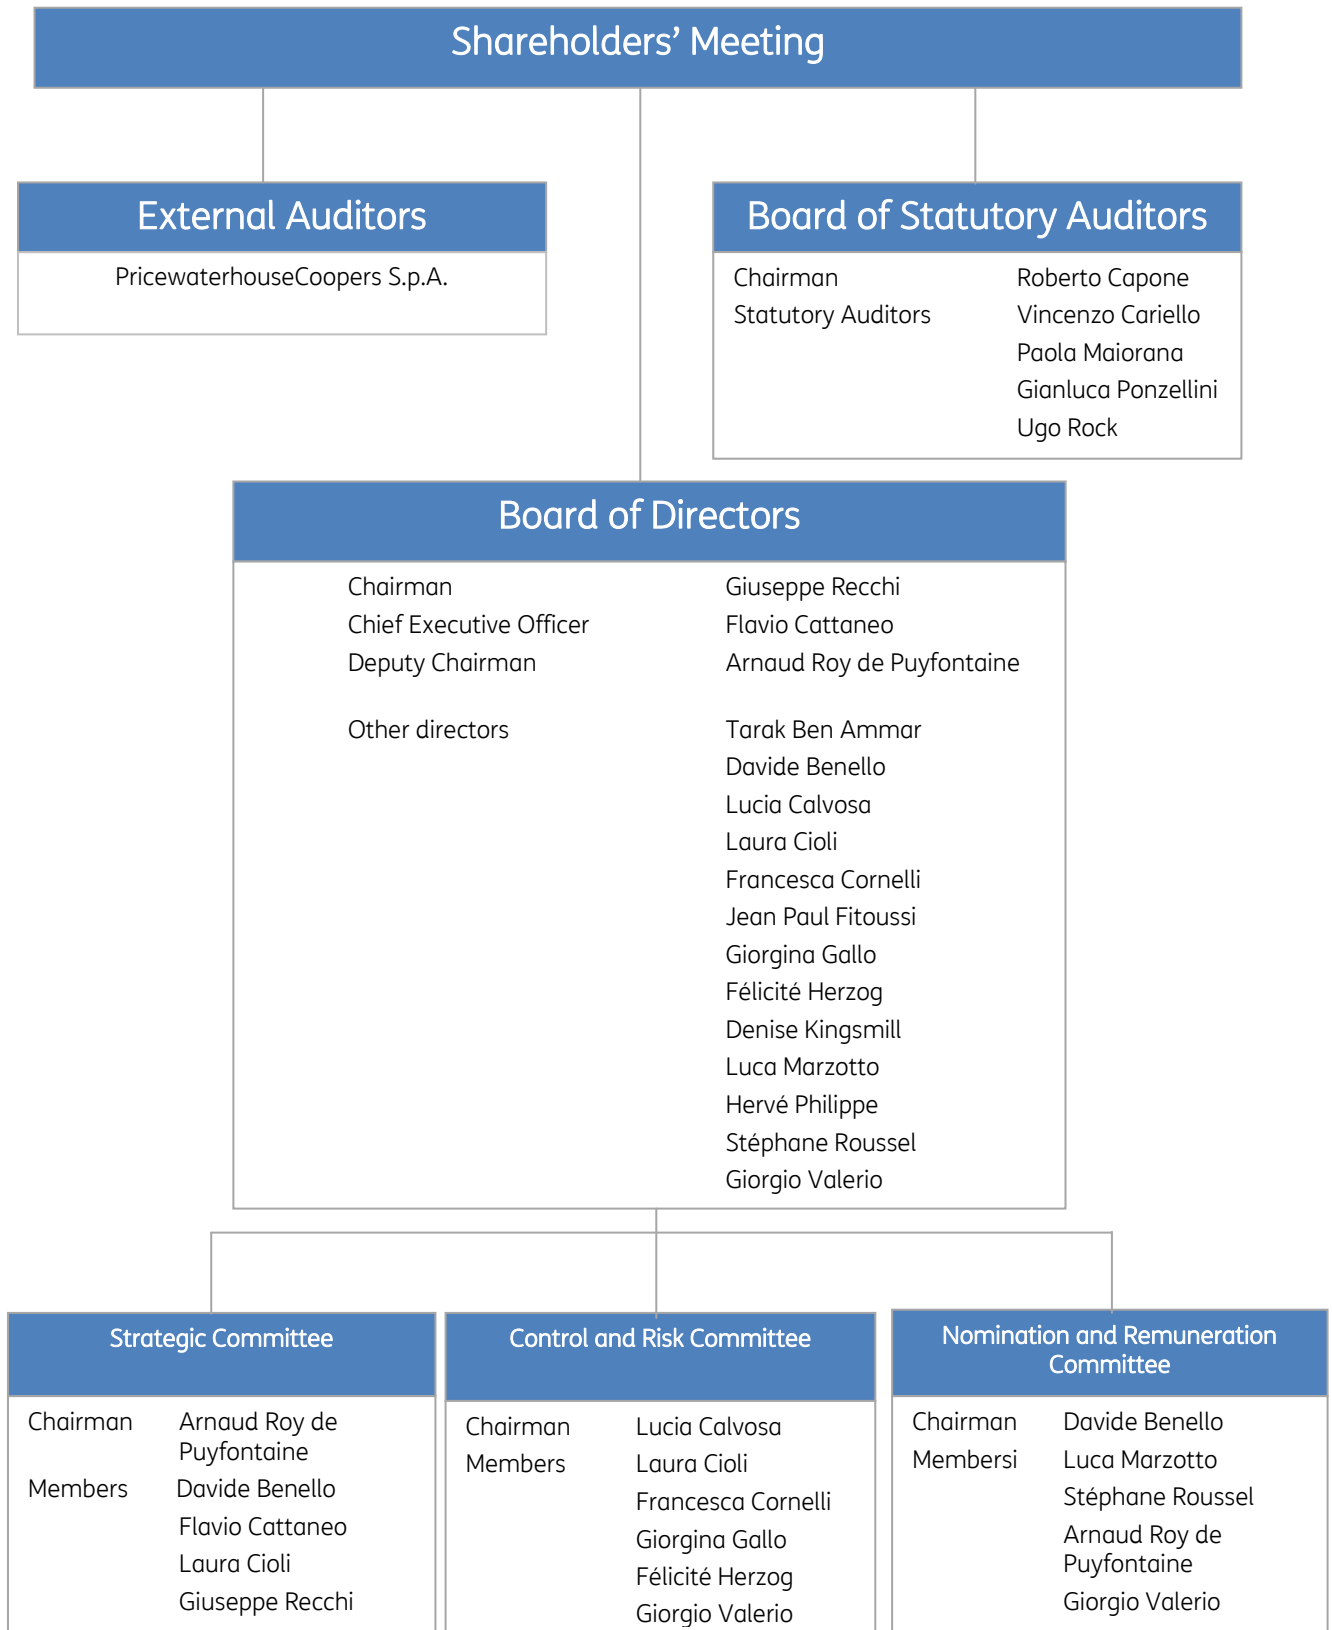 Shareholders’ Meeting
External Auditors
PricewaterhouseCoopers S.p.A.
Board of Statutory Auditors
Chairman Roberto Capone
Statutory Auditors Vincenzo Cariello
Paola Maiorana
Gianluca Ponzellini
Ugo Rock
Board of Directors
Chairman Giuseppe Recchi
Chief Executive Officer Flavio Cattaneo
Deputy Chairman Arnaud Roy de Puyfontaine
Other directors Tarak Ben Ammar
Davide Benello
Lucia Calvosa
Laura Cioli
Francesca Cornelli
Jean Paul Fitoussi
Giorgina Gallo
Félicité Herzog
Denise Kingsmill
Luca Marzotto
Hervé Philippe
Stéphane Roussel
Giorgio Valerio
Strategic Committee
Chairman Arnaud Roy de
Puyfontaine
Members Davide Benello
Flavio Cattaneo
Laura Cioli
Giuseppe Recchi
Control and Risk Committee
Chairman Lucia Calvosa
Members Laura Cioli
Francesca Cornelli
Giorgina Gallo
Félicité Herzog
Giorgio Valerio
Nomination and Remuneration
Committee
Chairman Davide Benello
Membersi Luca Marzotto
Stéphane Roussel
Arnaud Roy de
Puyfontaine
Giorgio Valerio